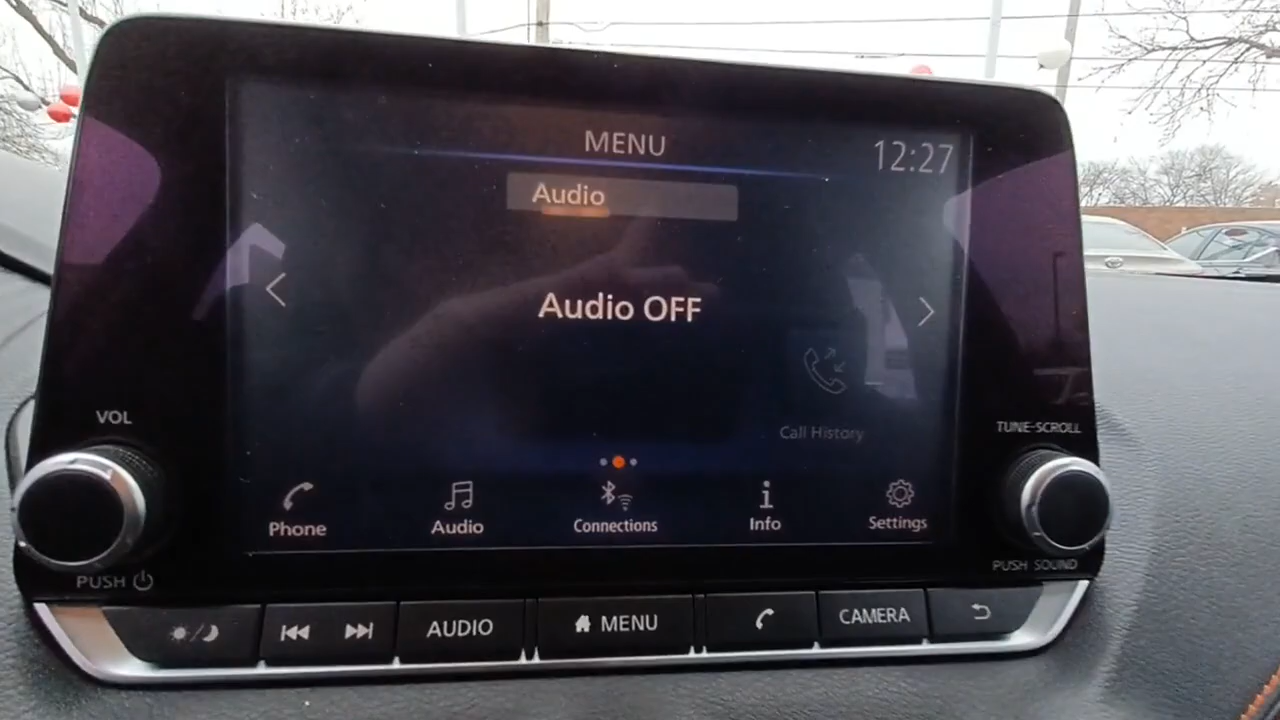 MENU
12:27
Audio
Audio OFF
Call History
VOL
TUNE·SCROLL
Phone
Audio
Connections
Info
Settings
PUSH
PUSH SOUND
AUDIO
MENU
CAMERA